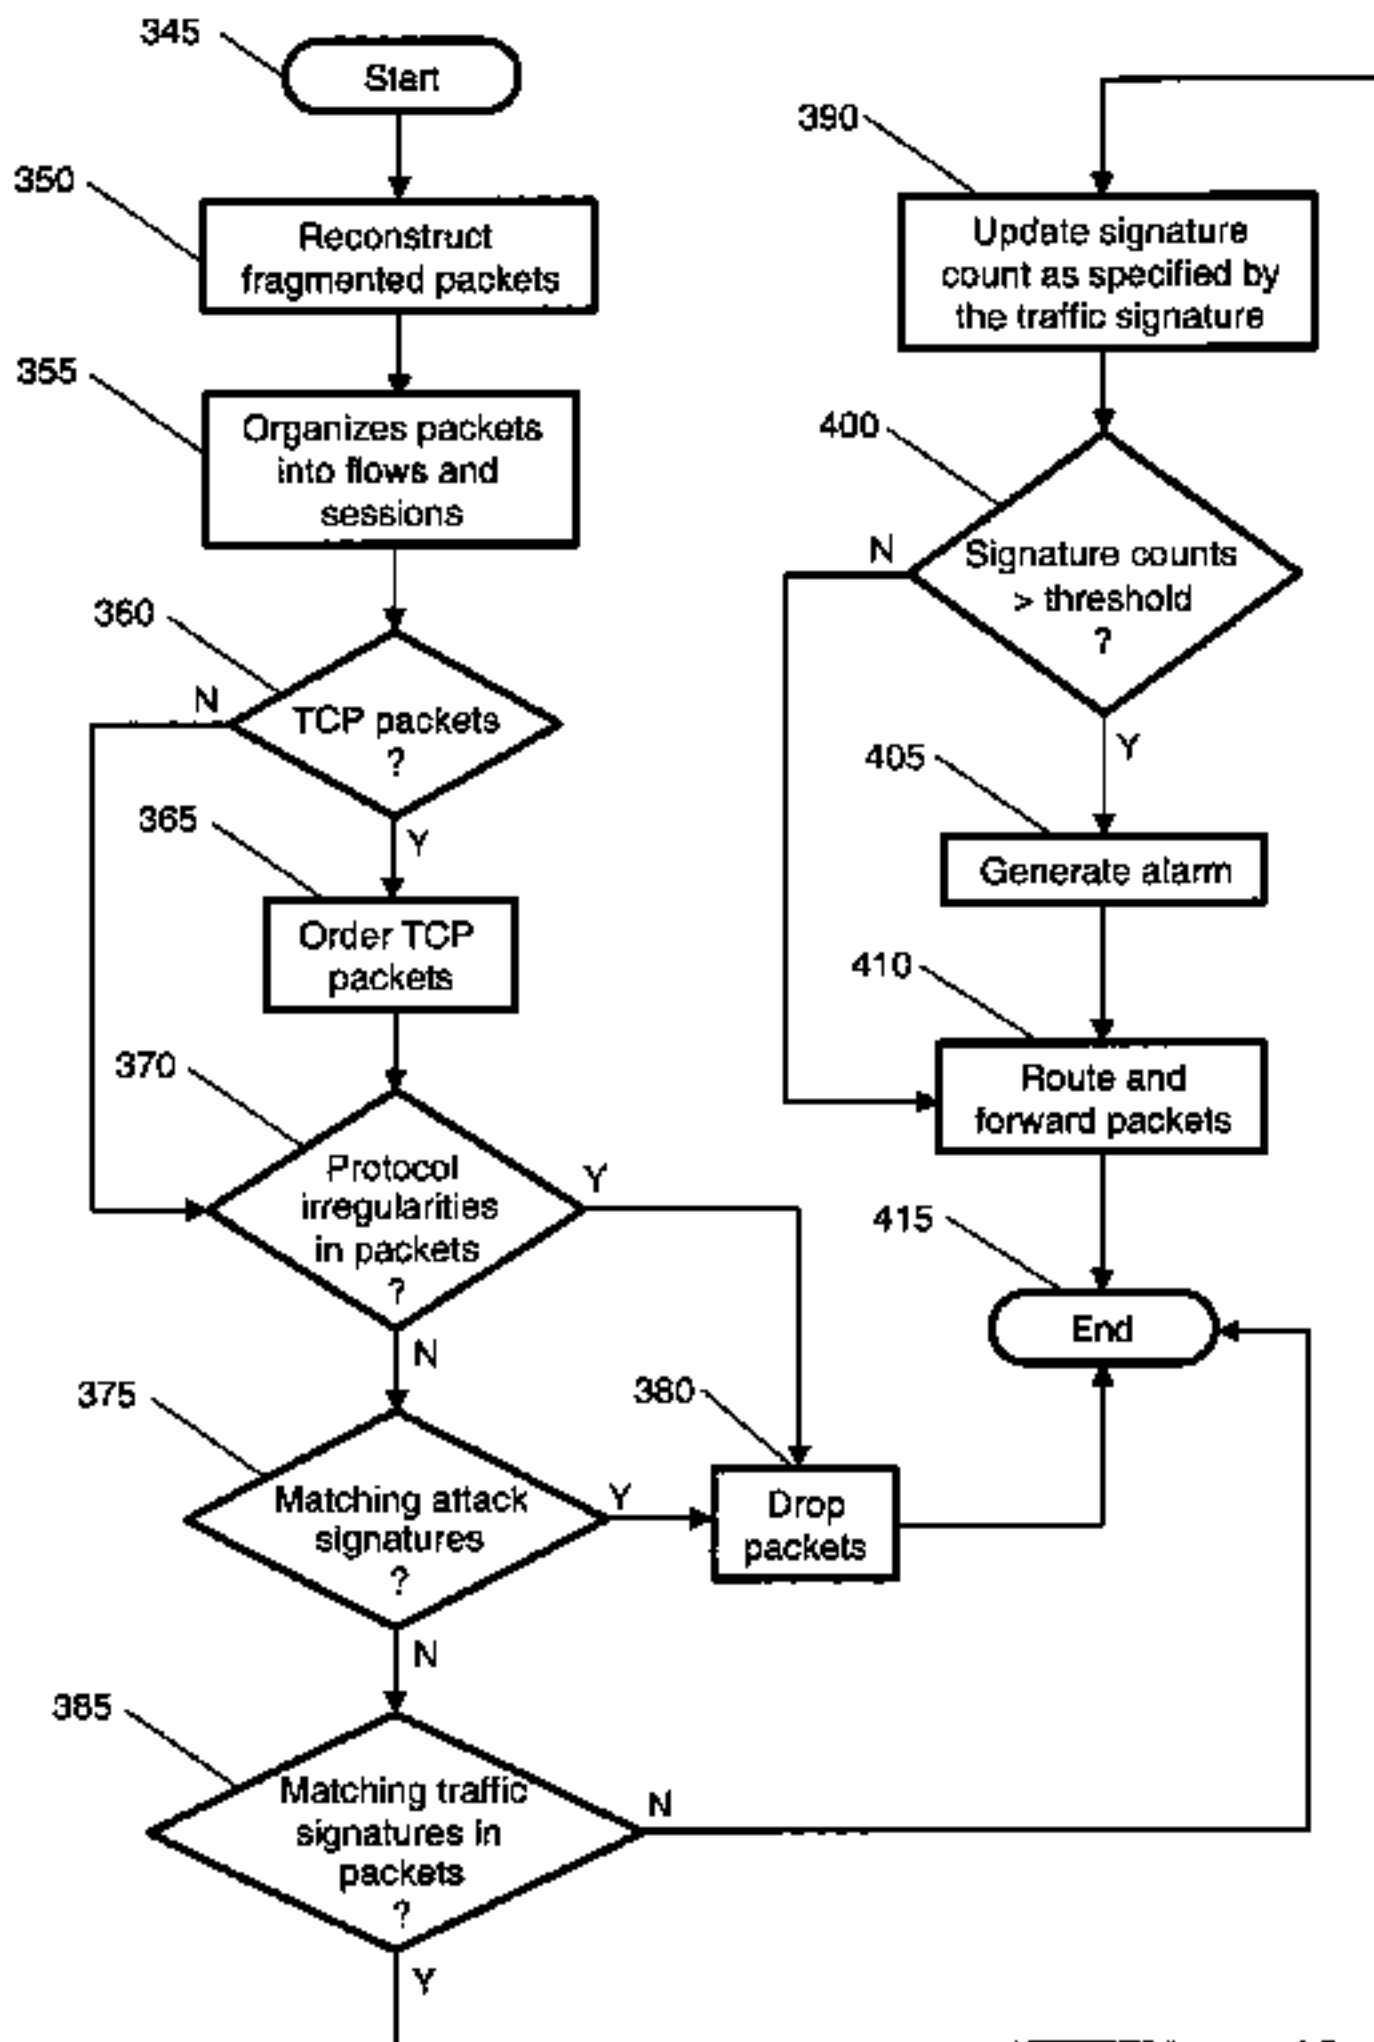 345
Start
350
Reconstruct
fragmented packets
355
Organizes packets
into flows and
sessions
360
N
TCP packets
?
Y
365
Order TCP
packets
370
Protocol
irregularities
in packets
?
Y
N
375
Matching attack
signatures
?
Y
N
380
Drop
packets
385
Matching traffic
signatures in
packets
?
N
Y
390
Update signature
count as specified by
the traffic signature
400
N
Signature counts
> threshold
?
Y
405
Generate alarm
410
Route and
forward packets
415
End